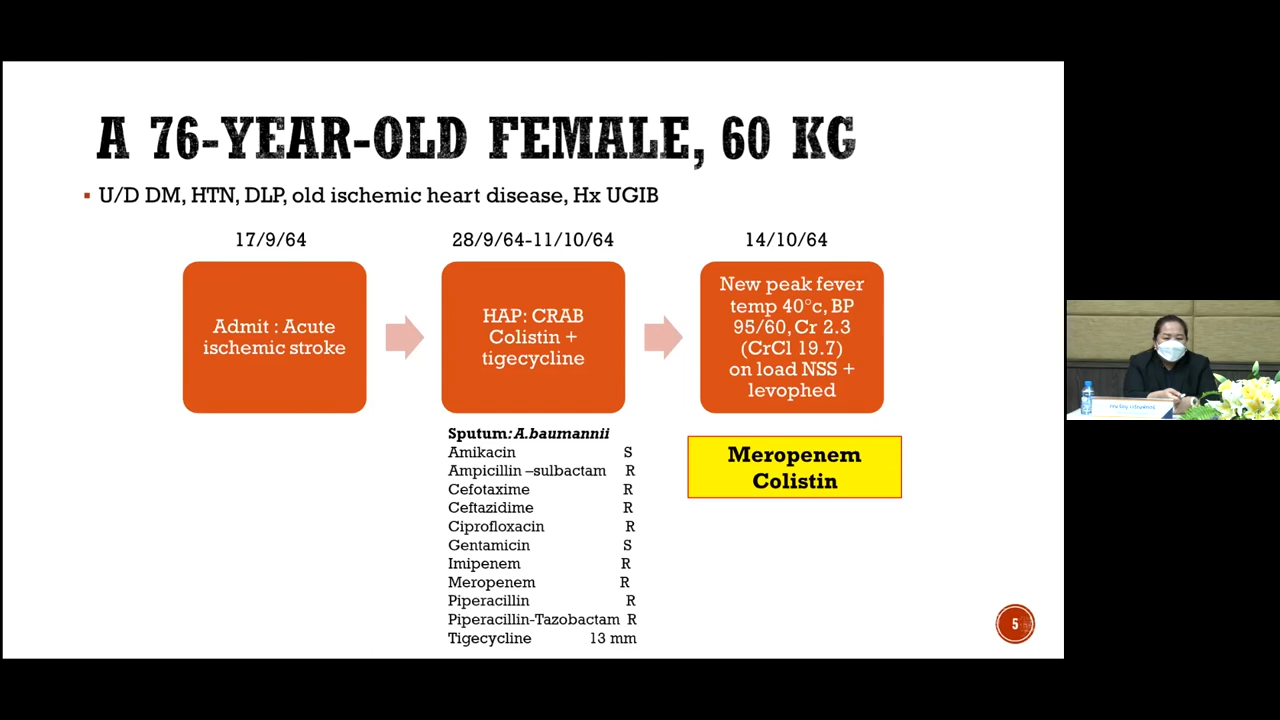 A 76-YEAR-OLD FEMALE, 60 KG
▪ U/D DM, HTN, DLP, old ischemic heart disease, Hx UGIB
17/9/64
Admit : Acute
ischemic stroke
28/9/64-11/10/64
HAP: CRAB
Colistin +
tigecycline
14/10/64
New peak fever
temp 40°c, BP
95/60, Cr 2.3
(CrCl 19.7)
on load NSS +
levophed
Sputum: A.baumannii
Amikacin S
Ampicillin –sulbactam R
Cefotaxime R
Ceftazidime R
Ciprofloxacin R
Gentamicin S
Imipenem R
Meropenem R
Piperacillin R
Piperacillin-Tazobactam R
Tigecycline 13 mm
Meropenem
Colistin
5